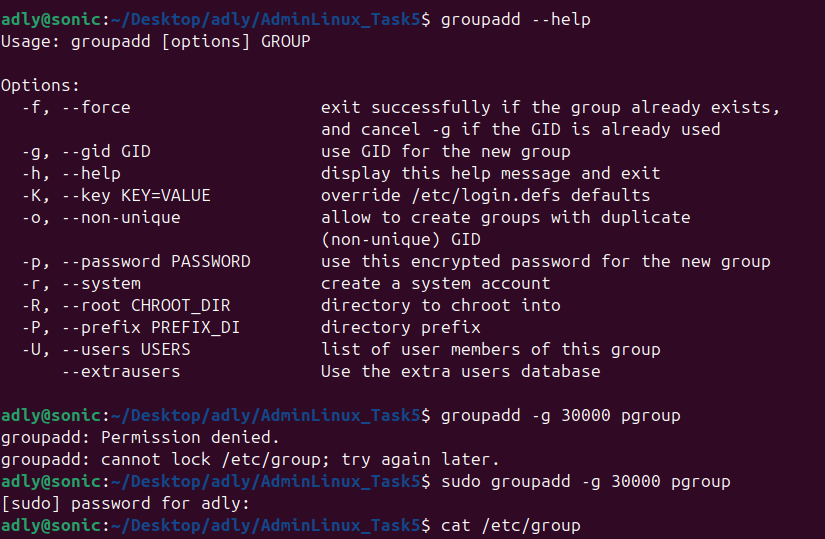 adly@sonic:~/Desktop/adly/AdminLinux_Task5$ groupadd --help
Usage: groupadd [options] GROUP

Options:
  -f, --force                   exit successfully if the group already exists,
                                and cancel -g if the GID is already used
  -g, --gid GID                 use GID for the new group
  -h, --help                    display this help message and exit
  -K, --key KEY=VALUE           override /etc/login.defs defaults
  -o, --non-unique              allow to create groups with duplicate
                                (non-unique) GID
  -p, --password PASSWORD       use this encrypted password for the new group
  -r, --system                  create a system account
  -R, --root CHROOT_DIR         directory to chroot into
  -P, --prefix PREFIX_DI        directory prefix
  -U, --users USERS             list of user members of this group
      --extrausers              Use the extra users database

adly@sonic:~/Desktop/adly/AdminLinux_Task5$ groupadd -g 30000 pgroup
groupadd: Permission denied.
groupadd: cannot lock /etc/group; try again later.
adly@sonic:~/Desktop/adly/AdminLinux_Task5$ sudo groupadd -g 30000 pgroup
[sudo] password for adly:
adly@sonic:~/Desktop/adly/AdminLinux_Task5$ cat /etc/group